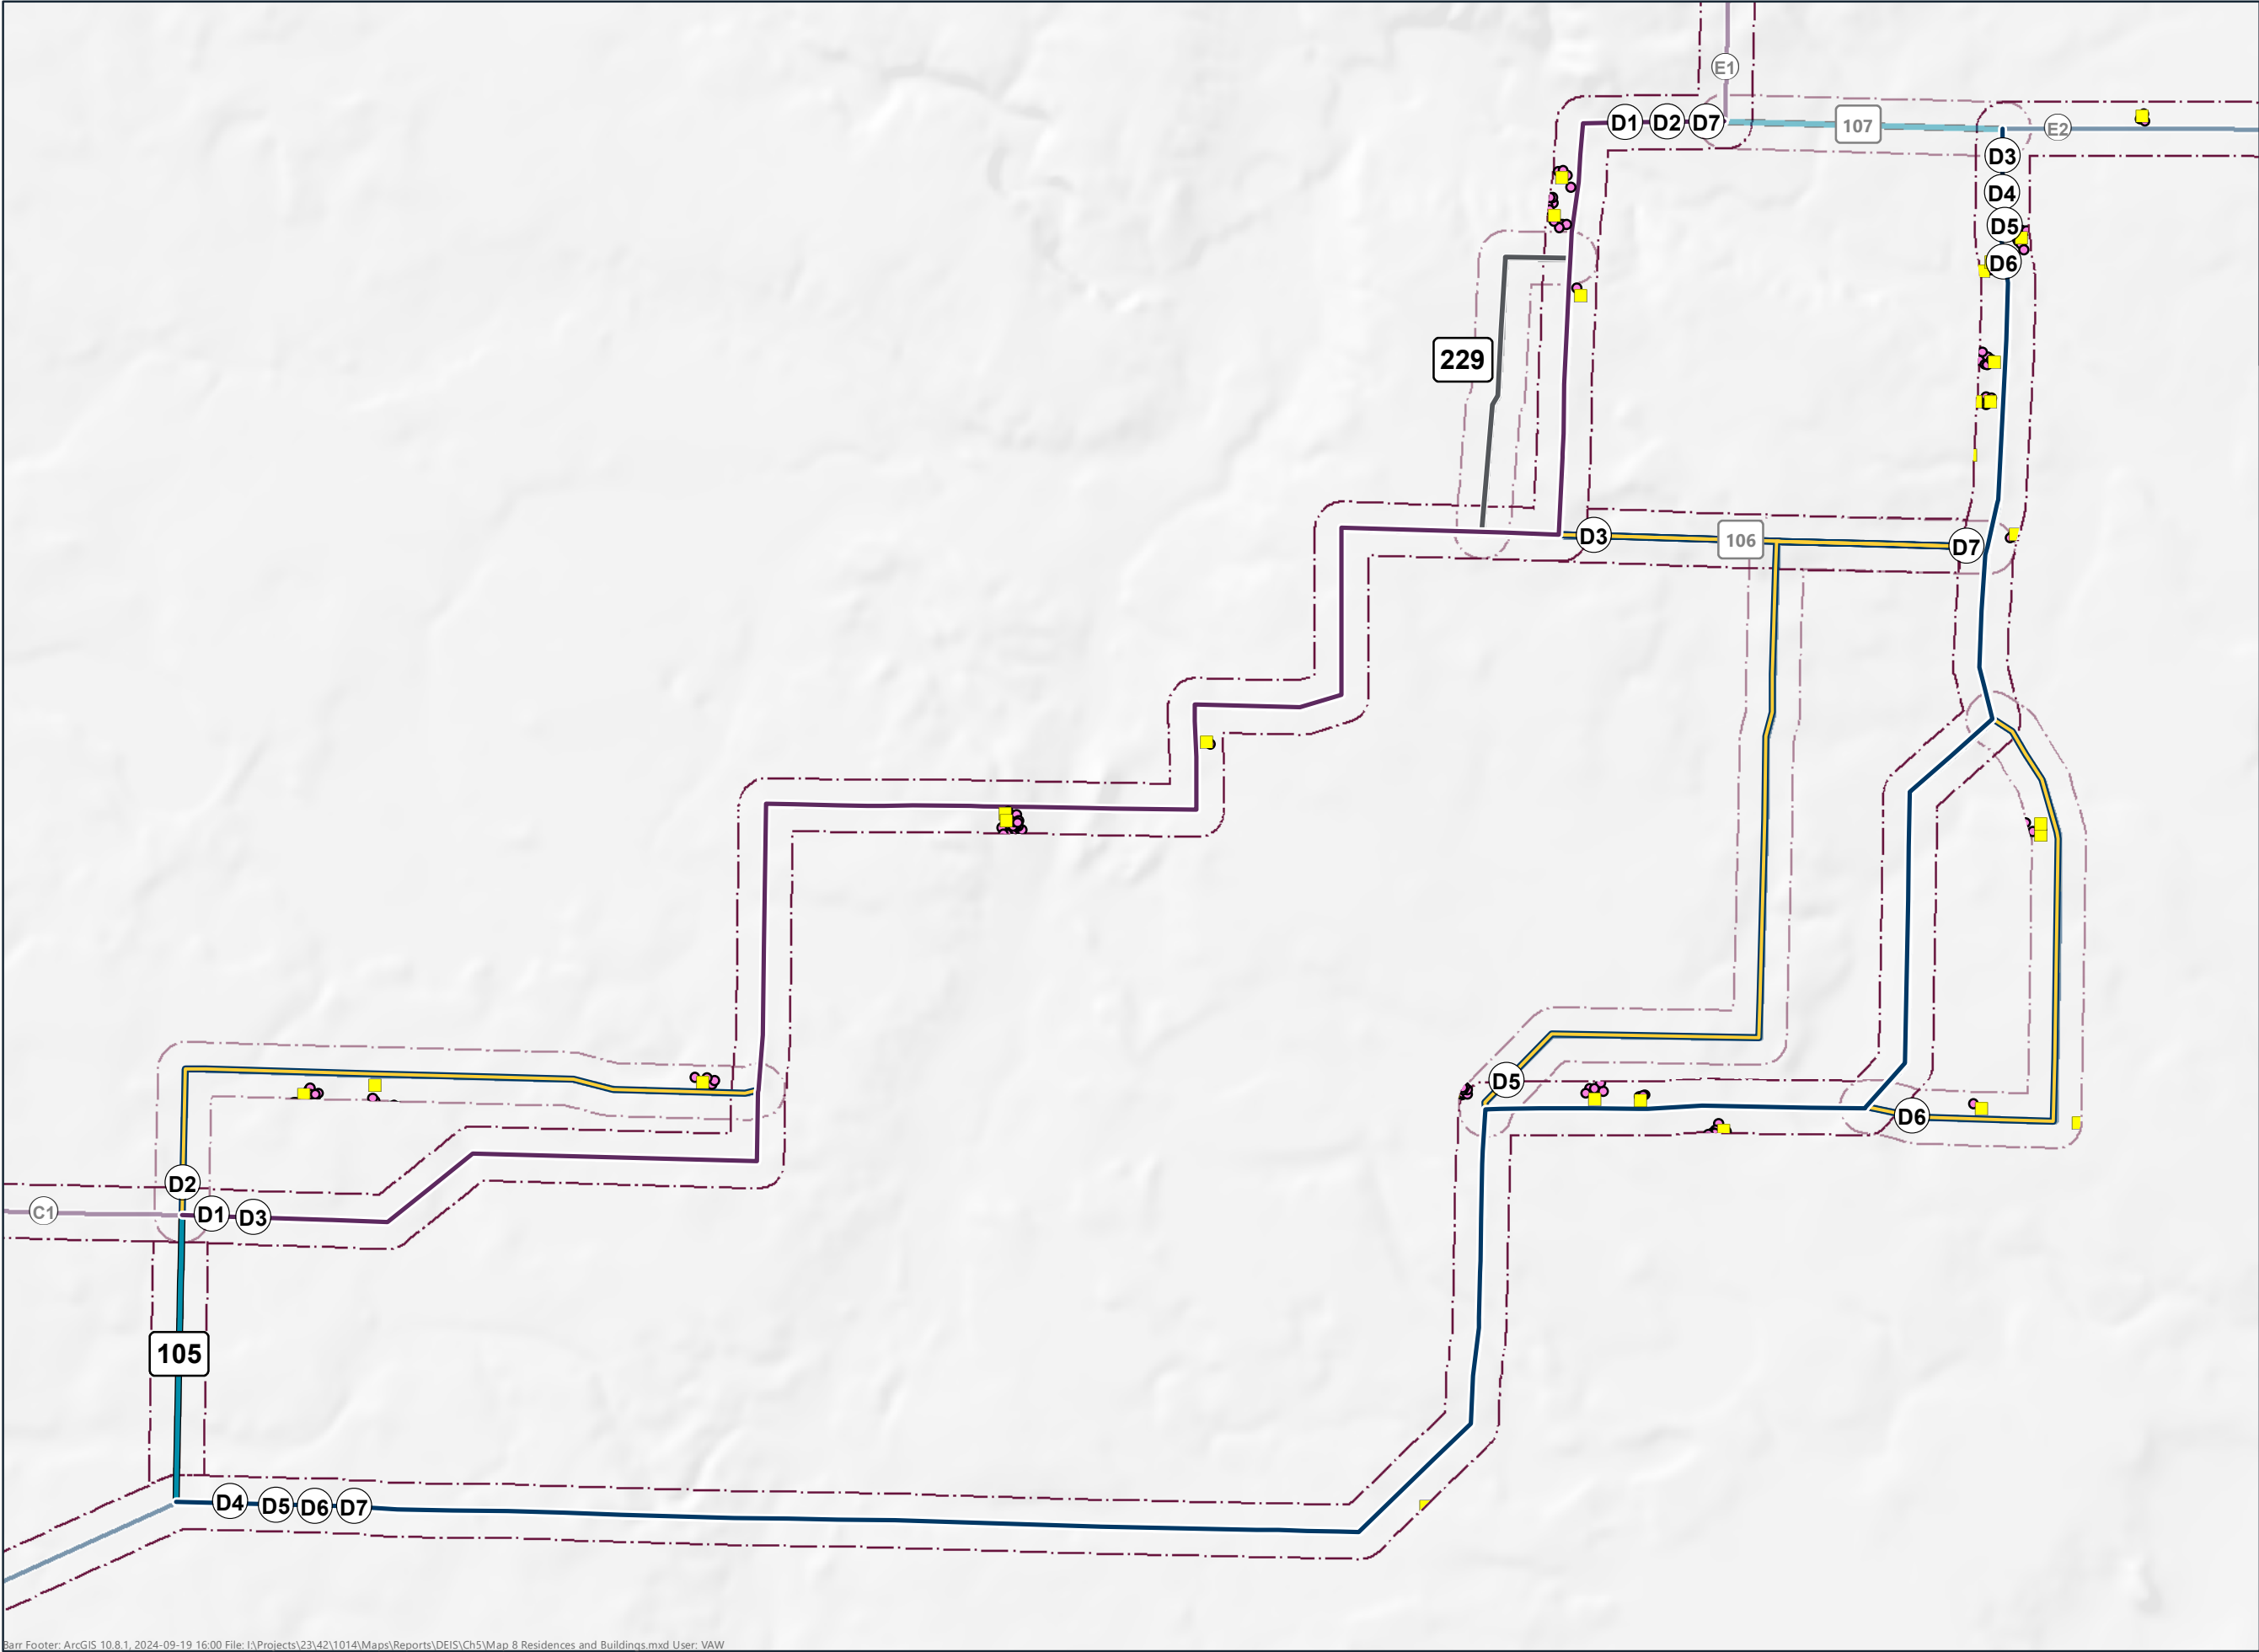 E1
D1 D2 D7
107
E2
D3
D4
D5
D6
229
D3
106
D7
D5
D6
D2
C1
D1 D3
105
D4 D5 D6 D7
Barr Footer: ArcGIS 10.8.1, 2024-09-19 16:00 File: I:\Projects\23\42\1014\Maps\Reports\DEIS\Ch5\Map 8 Residences and Buildings.mxd User: VAW